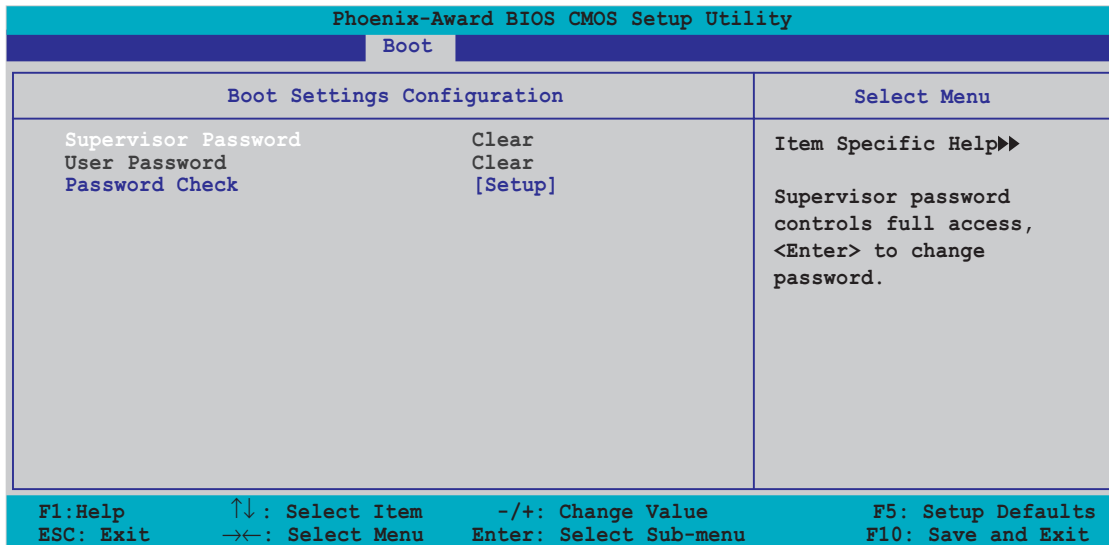 Phoenix-Award BIOS CMOS Setup Utility
Boot
Boot Settings Configuration
Select Menu
Supervisor Password Clear
User Password Clear
Password Check [Setup]
Item Specific Help▶▶
Supervisor password
controls full access,
<Enter> to change
password.
F1:Help ↑↓: Select Item -/+: Change Value F5: Setup Defaults
ESC: Exit →←: Select Menu Enter: Select Sub-menu F10: Save and Exit